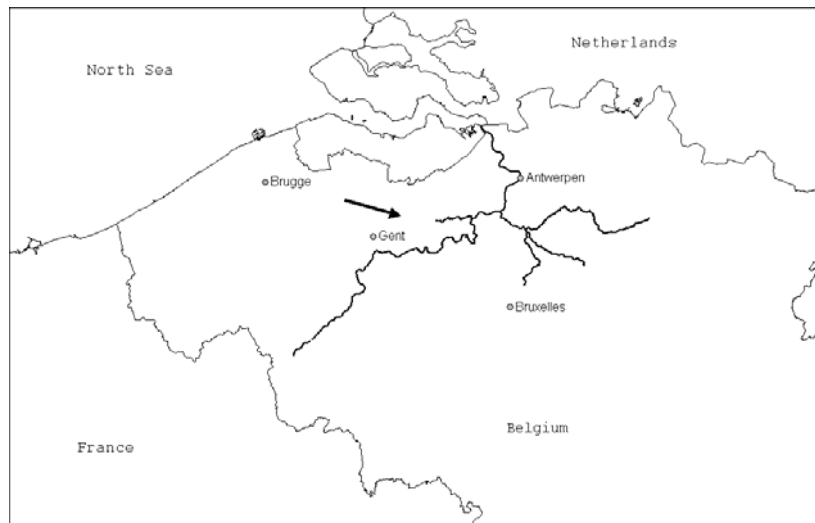 Netherlands
North Sea
Antwerpen
Brugge
Gent
Bruxelles
Belgium
France